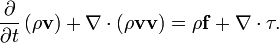 ∂/∂t (ρ𝐯) + ∇ · (ρ𝐯𝐯) = ρ𝐟 + ∇ · τ.